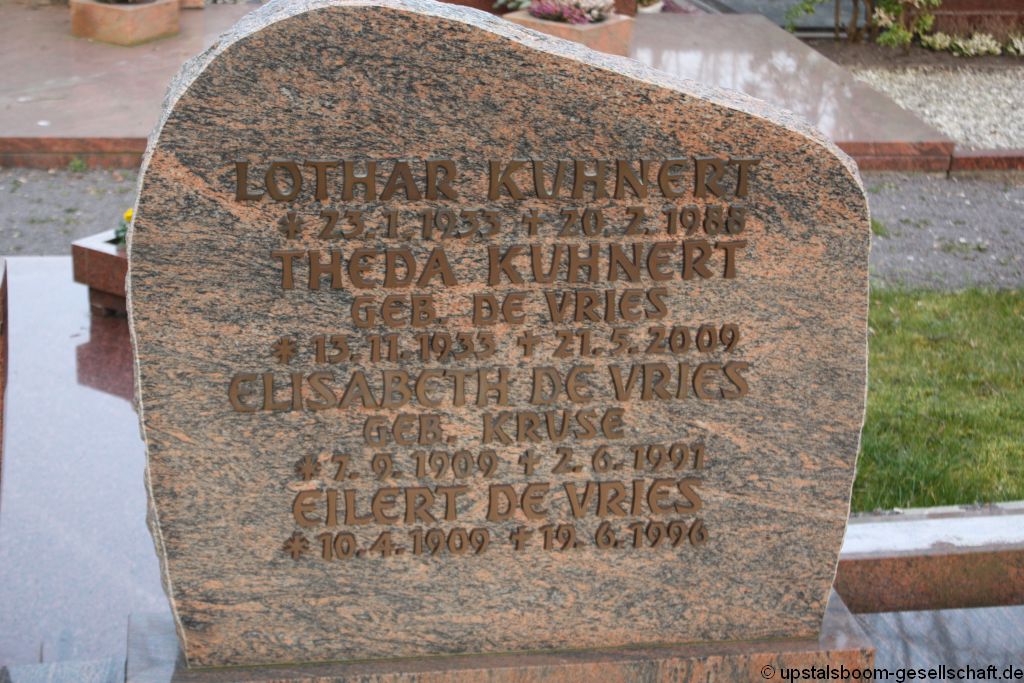 LOTHAR KUHNERT
* 23. 1. 1933 † 20. 2. 1988
THEDA KUHNERT
GEB. DE VRIES
* 13. 11. 1933 † 21. 5. 2009
ELISABETH DE VRIES
GEB. KRUSE
* 7. 9. 1909 † 2. 6. 1991
EILERT DE VRIES
* 10. 4. 1909 † 19. 6. 1996
© upstalsboom-gesellschaft.de